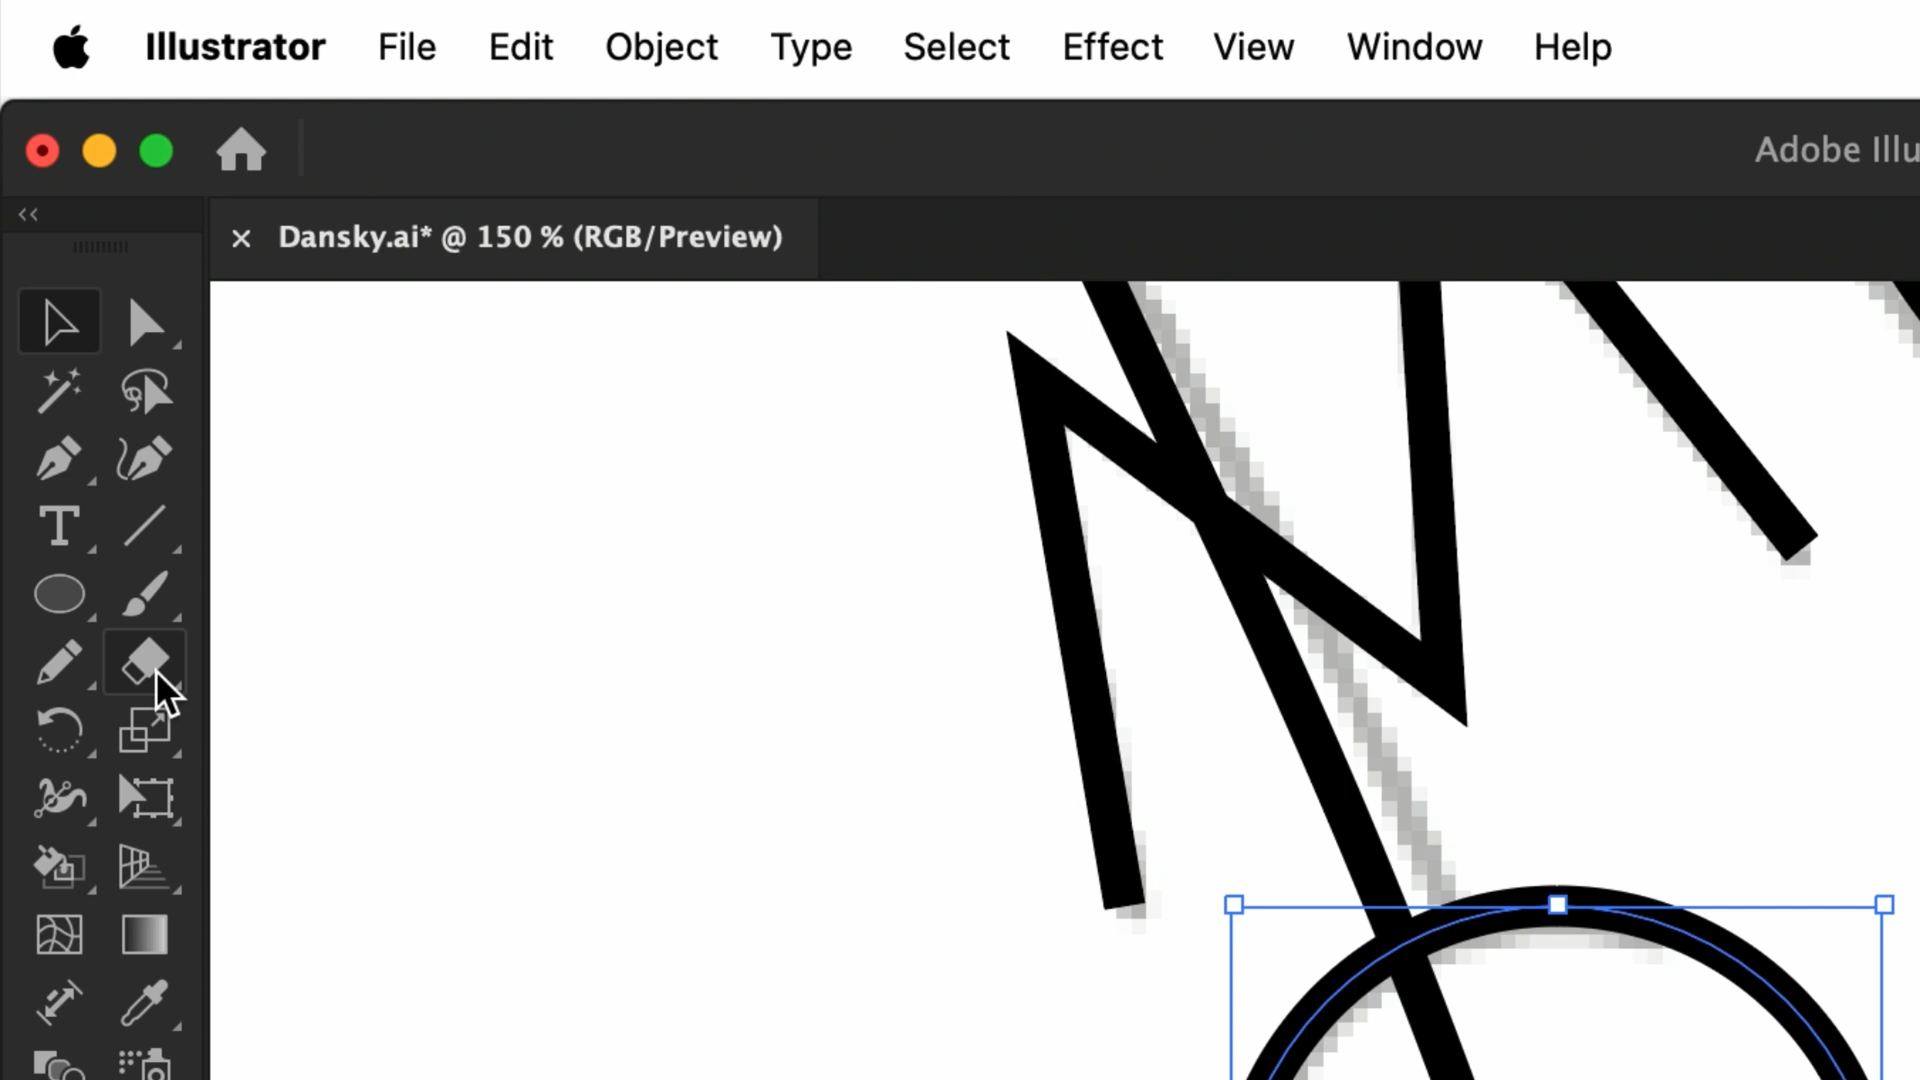 Illustrator File Edit Object Type Select Effect View Window Help
Adobe Illu
Dansky.ai* @ 150 % (RGB/Preview)